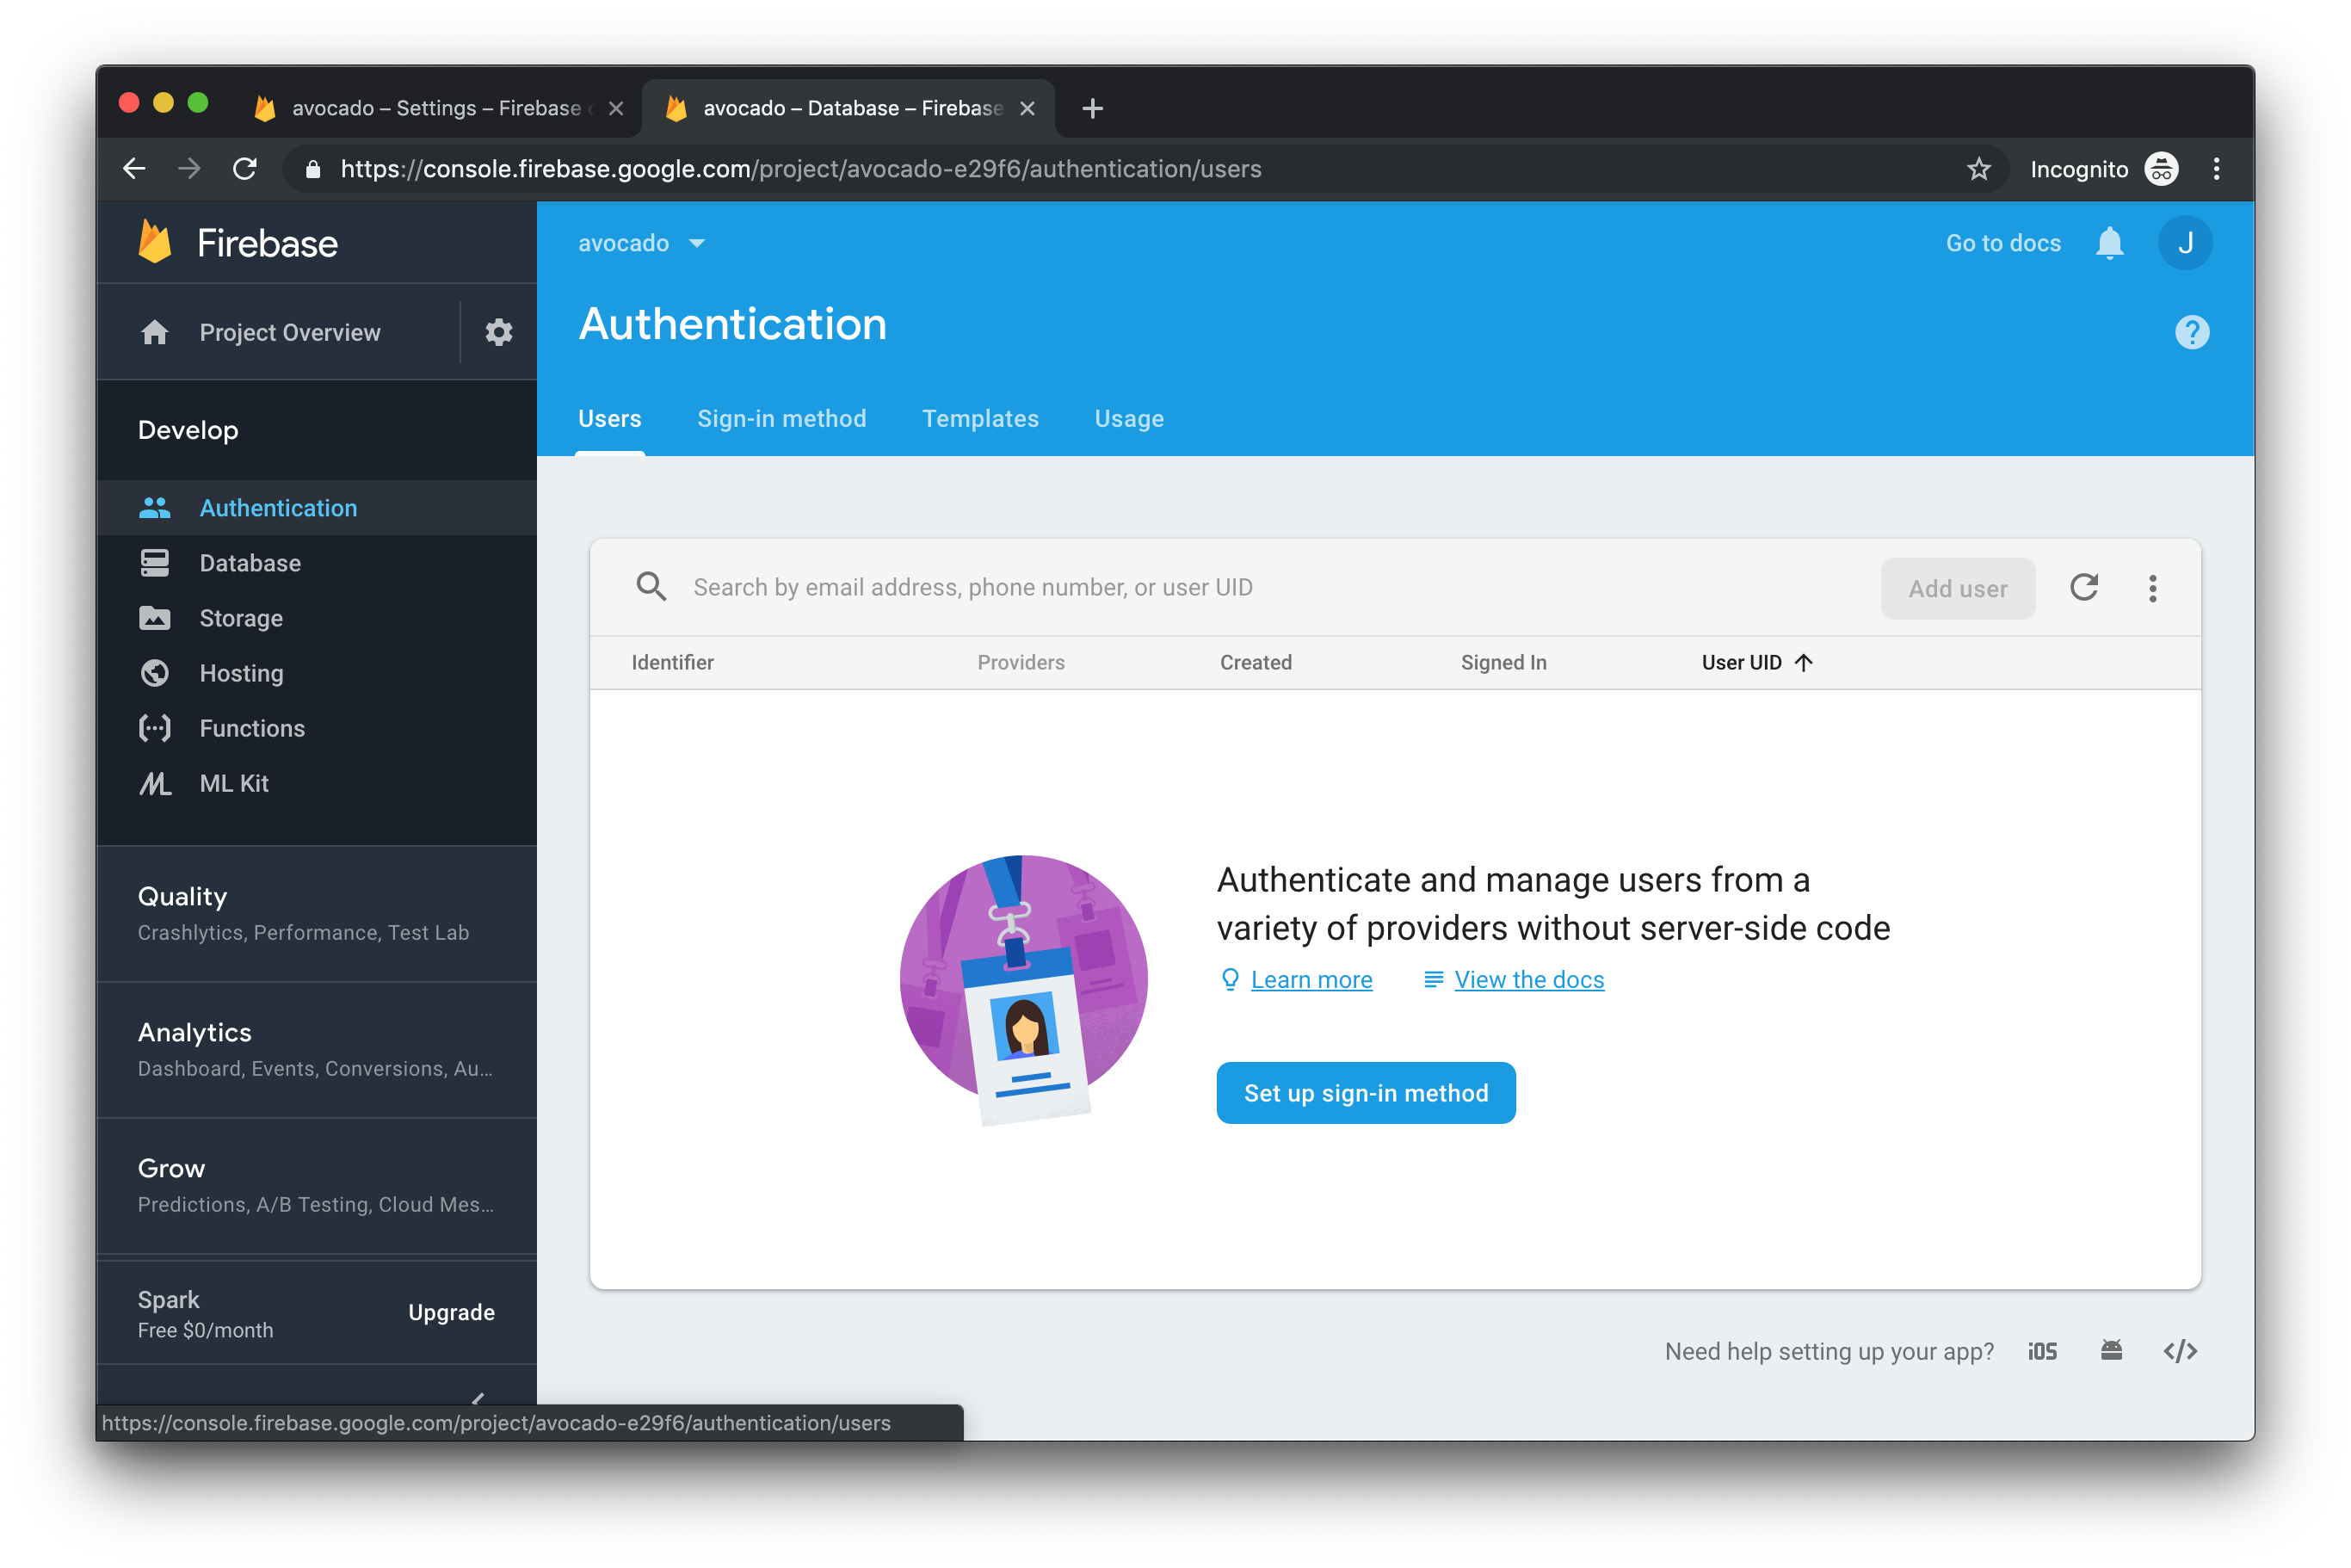 avocado – Settings – Firebase
avocado – Database – Firebase
https://console.firebase.google.com/project/avocado-e29f6/authentication/users
Incognito
Firebase
Project Overview
Develop
Authentication
Database
Storage
Hosting
Functions
ML Kit
Quality
Crashlytics, Performance, Test Lab
Analytics
Dashboard, Events, Conversions, Au...
Grow
Predictions, A/B Testing, Cloud Mes...
Spark
Free $0/month
Upgrade
avocado
Go to docs
J
Authentication
?
Users
Sign-in method
Templates
Usage
Search by email address, phone number, or user UID
Add user
Identifier
Providers
Created
Signed In
User UID
Authenticate and manage users from a
variety of providers without server-side code
Learn more
View the docs
Set up sign-in method
Need help setting up your app?
iOS
https://console.firebase.google.com/project/avocado-e29f6/authentication/users